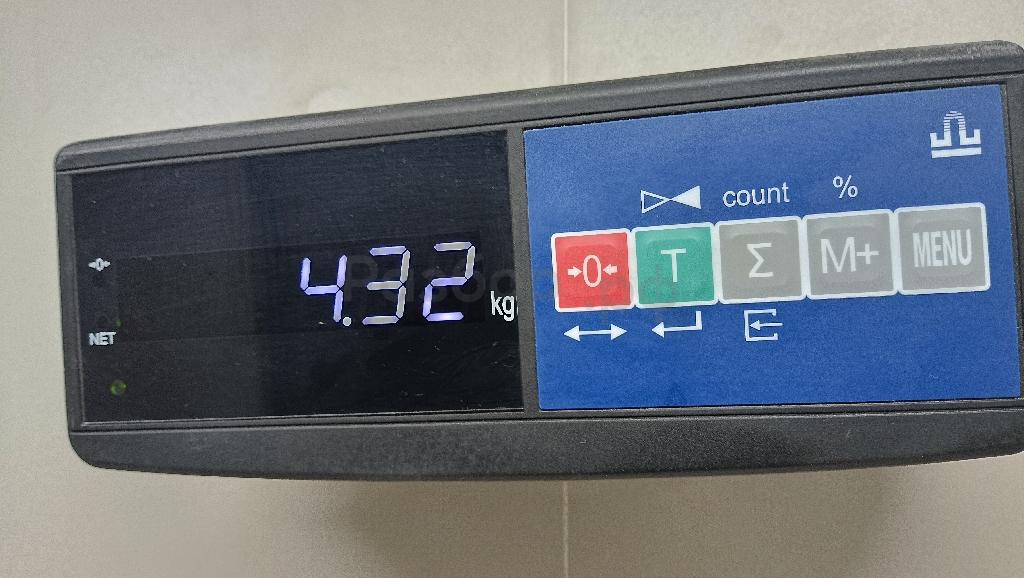 count %
→0← T Σ M+ MENU
4.32 kg
NET